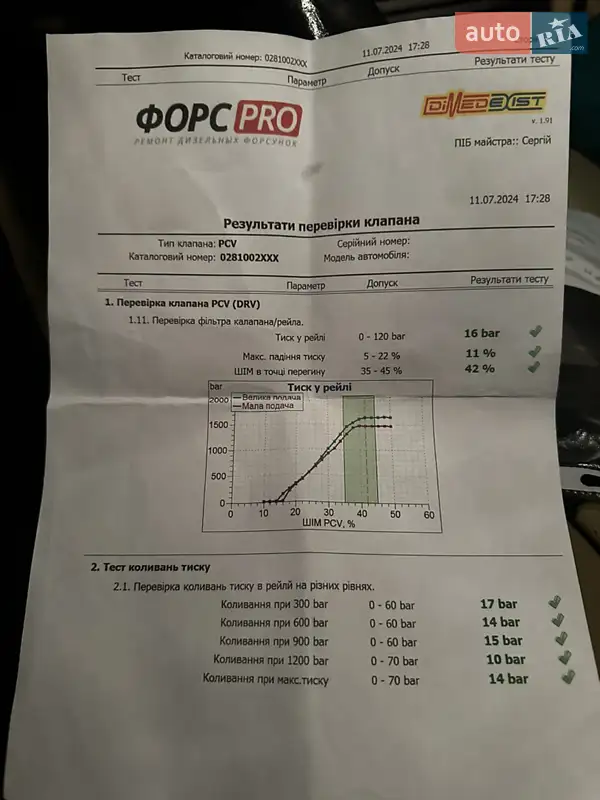 auto RIA .com
Каталоговий номер: 0281002XXX 11.07.2024 17:28
Тест Параметр Допуск Результати тесту
ФОРС PRO
РЕМОНТ ДИЗЕЛЬНЫХ ФОРСУНОК
DiMEDEXIST
v. 1.91
ПІБ майстра:: Сергій
11.07.2024 17:28
Результати перевірки клапана
Тип клапана: PCV Серійний номер:
Каталоговий номер: 0281002XXX Модель автомобіля:
Тест Параметр Допуск Результати тесту
1. Перевірка клапана PCV (DRV)
1.11. Перевірка фільтра калапана/рейла.
Тиск у рейлі 0 - 120 bar 16 bar
Макс. падіння тиску 5 - 22 % 11 %
ШІМ в точці перегину 35 - 45 % 42 %
bar Тиск у рейлі
Велика подача
Мала подача
2000
1500
1000
500
0
0 10 20 30 40 50 60
ШІМ PCV, %
2. Тест коливань тиску
2.1. Перевірка коливань тиску в рейлй на різних рівнях.
Коливання при 300 bar 0 - 60 bar 17 bar
Коливання при 600 bar 0 - 60 bar 14 bar
Коливання при 900 bar 0 - 60 bar 15 bar
Коливання при 1200 bar 0 - 70 bar 10 bar
Коливання при макс.тиску 0 - 70 bar 14 bar